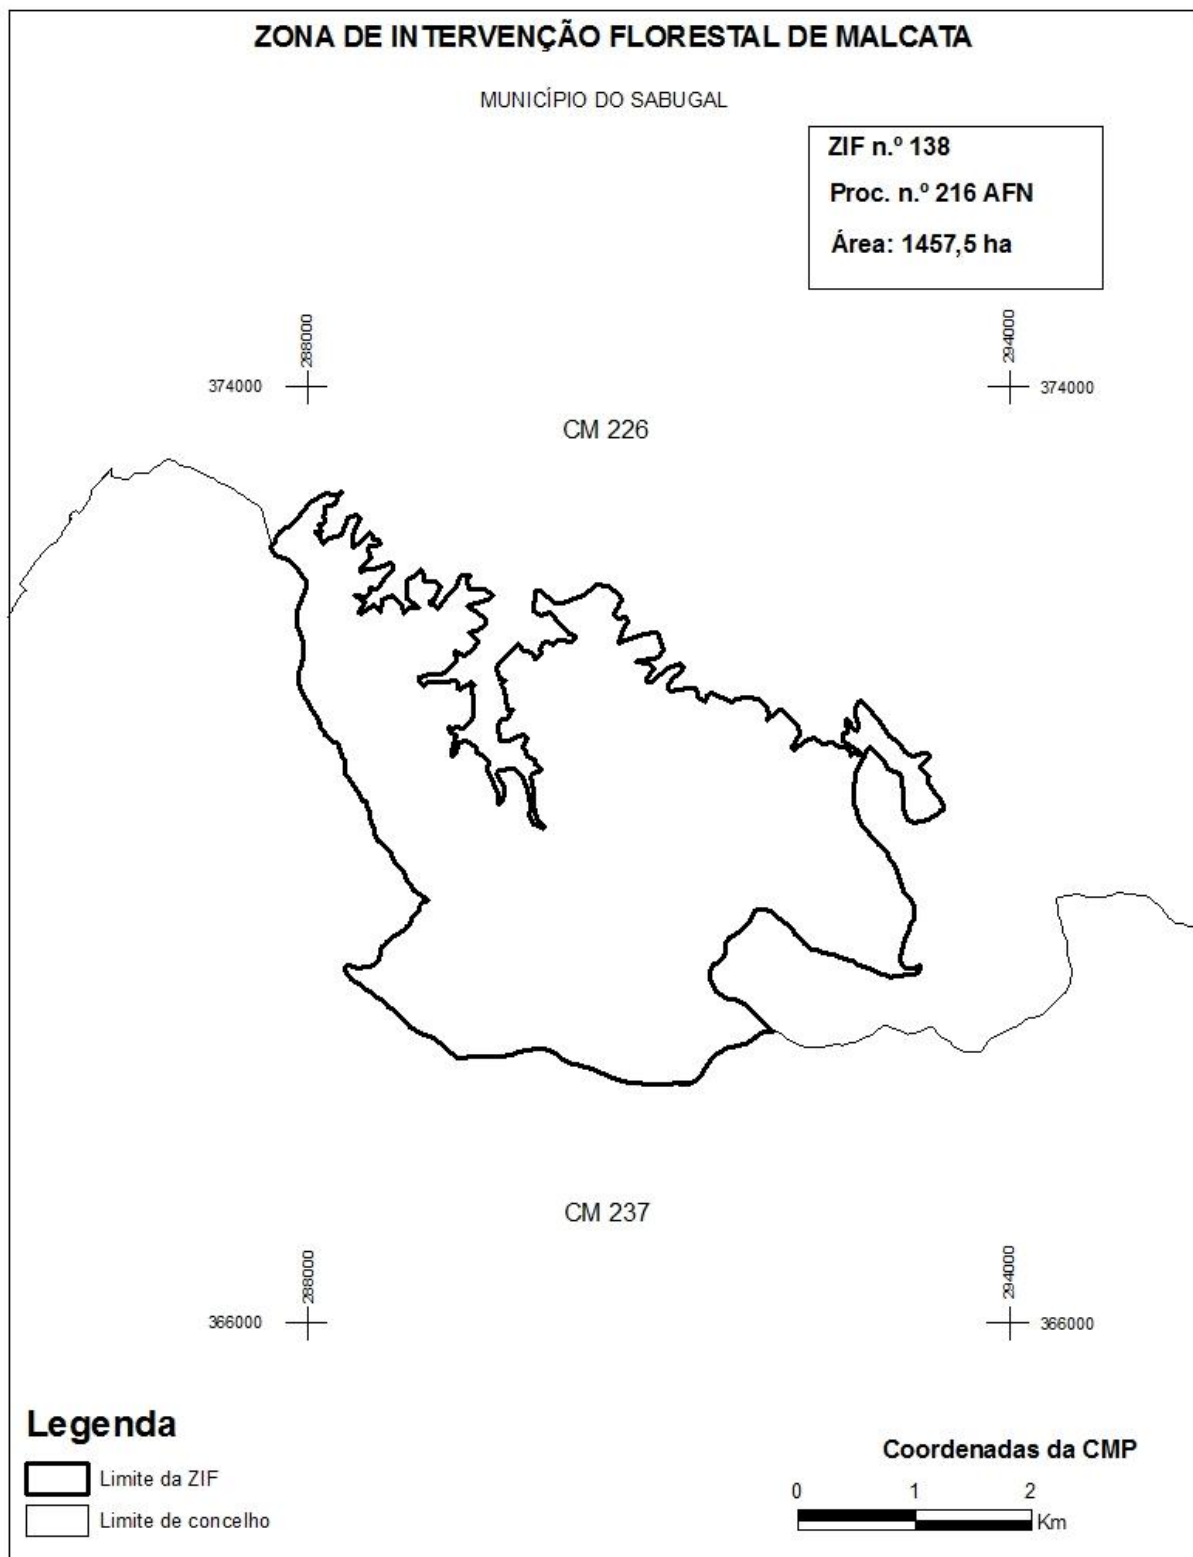 ZONA DE INTERVENÇÃO FLORESTAL DE MALCATA
MUNICÍPIO DO SABUGAL
ZIF n.º 138
Proc. n.º 216 AFN
Área: 1457,5 ha
288000
294000
374000
374000
CM 226
CM 237
288000
294000
366000
366000
Legenda
Limite da ZIF
Limite de concelho
Coordenadas da CMP
0 1 2
Km